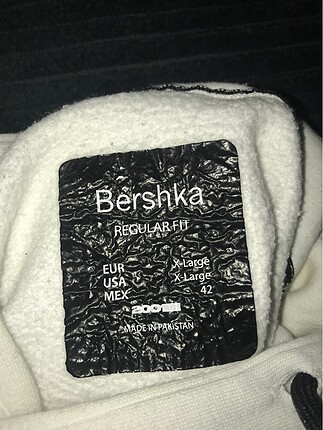 Bershka
REGULAR FIT
EUR X-Large
USA X-Large
MEX 42
MADE IN PAKISTAN